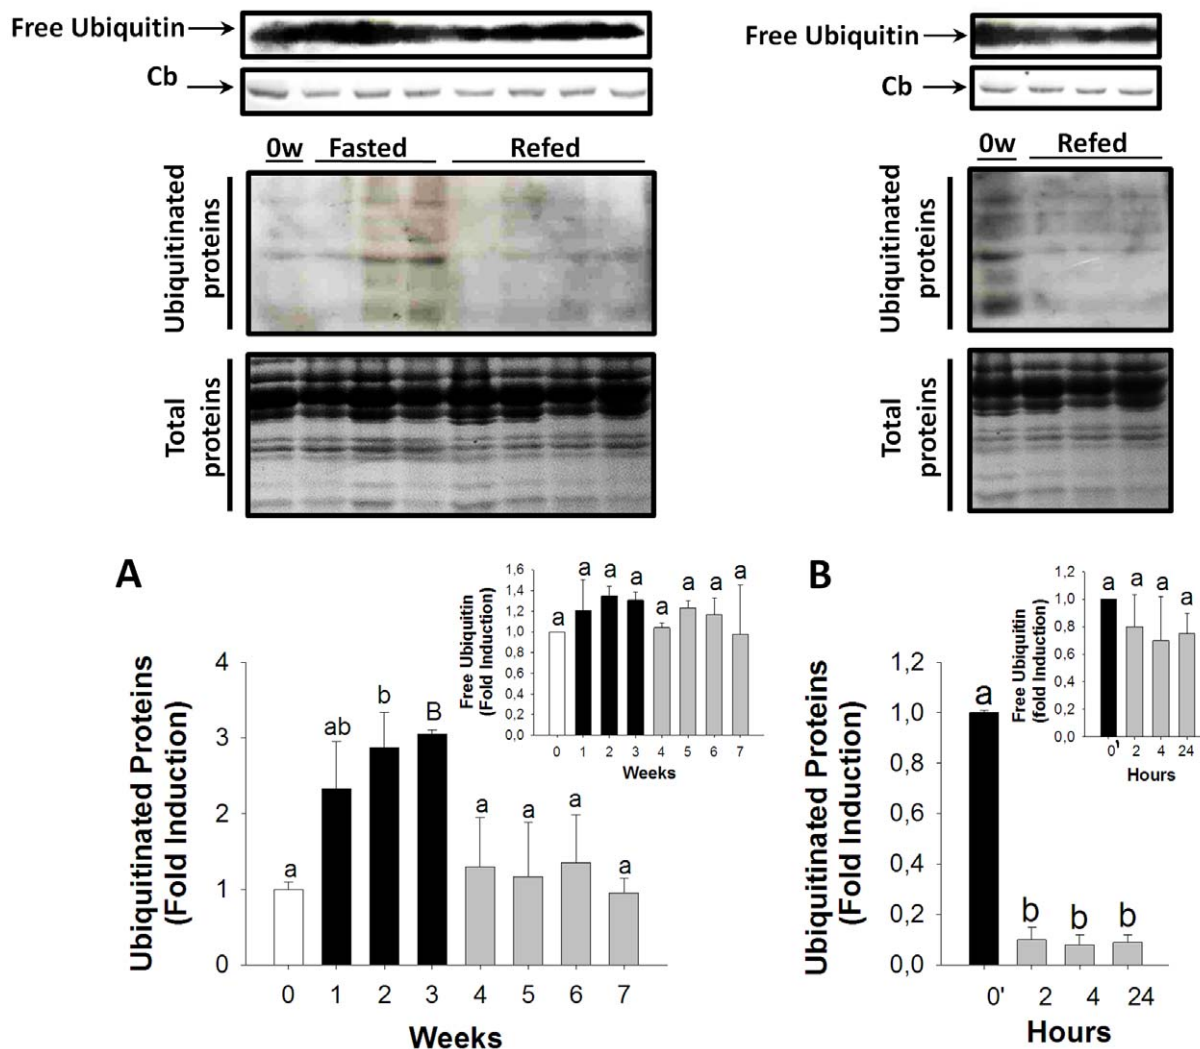 Free Ubiquitin
Cb
0w Fasted Refed
Ubiquitinated
proteins
Total
proteins
Free Ubiquitin
Cb
0w Refed
Ubiquitinated
proteins
Total
proteins
A
Ubiquitinated Proteins
(Fold Induction)
4
3
2
1
0
a
ab
b
B
a
a
a
a
0 1 2 3 4 5 6 7
Weeks
Free Ubiquitin
(Fold Induction)
1,6
1,4
1,2
1,0
0,8
0,6
0,4
0,2
0,0
a a a a a a a a
0 1 2 3 4 5 6 7
Weeks
B
Ubiquitinated Proteins
(Fold Induction)
1,2
1,0
0,8
0,6
0,4
0,2
0,0
a
b b b
0' 2 4 24
Hours
Free Ubiquitin
(fold Induction)
1,2
1,0
0,8
0,6
0,4
0,2
0,0
a a a a
0' 2 4 24
Hours